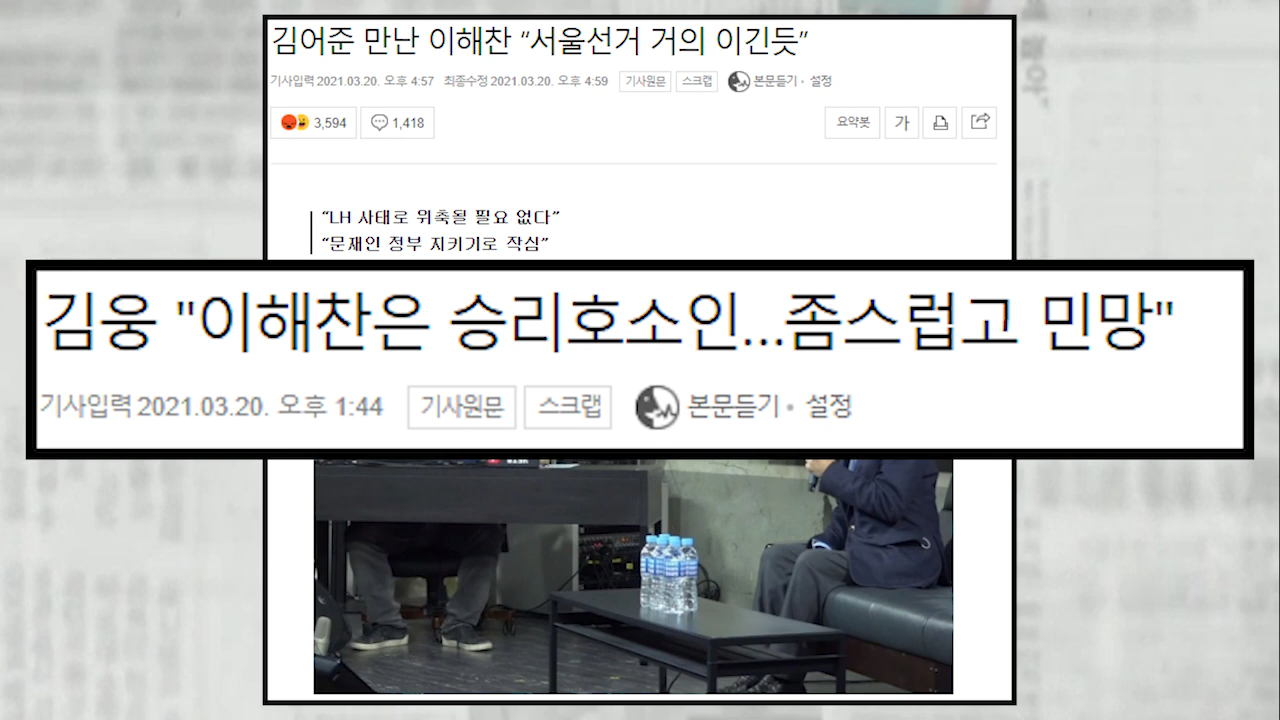 김어준 만난 이해찬 “서울선거 거의 이긴듯”
기사입력 2021.03.20. 오후 4:57 최종수정 2021.03.20. 오후 4:59 기사원문 스크랩 본문듣기 · 설정
3,594 1,418 요약봇 가
“LH 사태로 위축될 필요 없다”
“문재인 정부 지키기로 작심”
김웅 "이해찬은 승리호소인...좀스럽고 민망"
기사입력 2021.03.20. 오후 1:44 기사원문 스크랩 본문듣기 · 설정